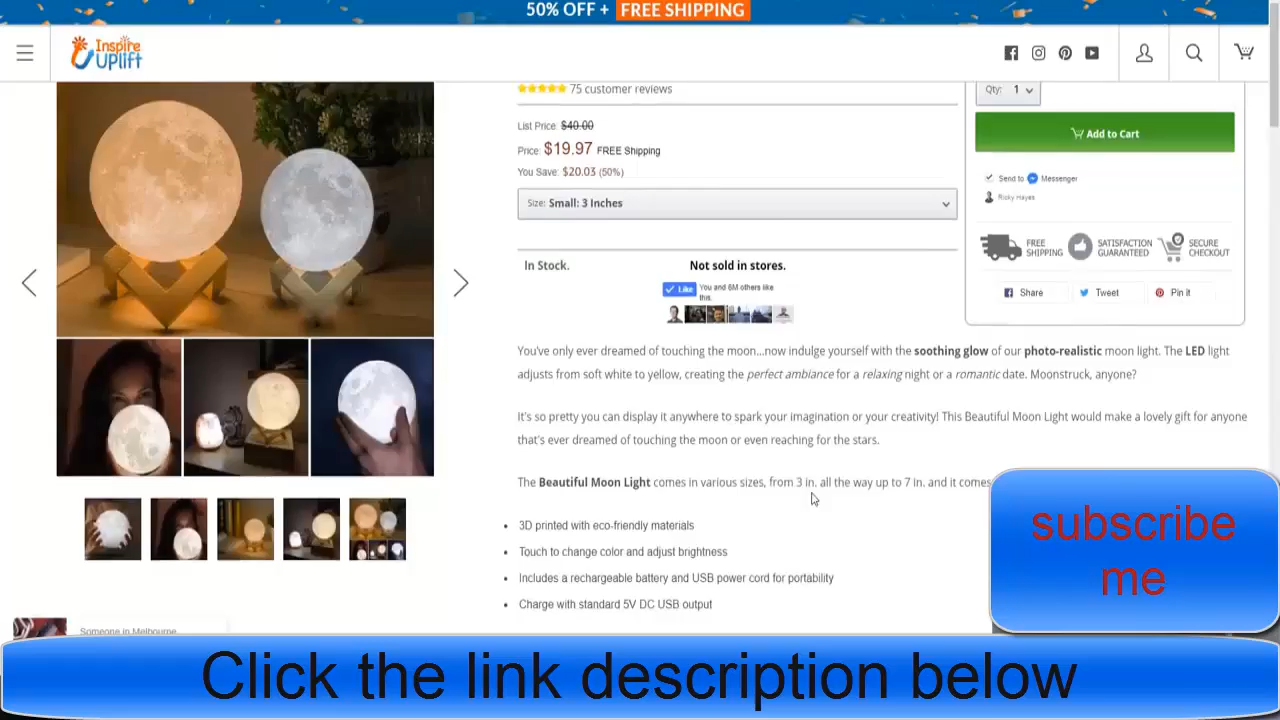 50% OFF + FREE SHIPPING
Inspire
Uplift
75 customer reviews
Qty: 1
List Price: $40.00
Price: $19.97 FREE Shipping
You Save: $20.03 (50%)
Add to Cart
Send to Messenger
Ricky Hayes
Size: Small: 3 Inches
FREE SHIPPING
SATISFACTION GUARANTEED
SECURE CHECKOUT
In Stock.
Not sold in stores.
Like You and 6M others like
this.
Share Tweet Pin it
You've only ever dreamed of touching the moon...now indulge yourself with the soothing glow of our photo-realistic moon light. The LED light
adjusts from soft white to yellow, creating the perfect ambiance for a relaxing night or a romantic date. Moonstruck, anyone?
It's so pretty you can display it anywhere to spark your imagination or your creativity! This Beautiful Moon Light would make a lovely gift for anyone
that's ever dreamed of touching the moon or even reaching for the stars.
The Beautiful Moon Light comes in various sizes, from 3 in. all the way up to 7 in. and it comes
3D printed with eco-friendly materials
Touch to change color and adjust brightness
Includes a rechargeable battery and USB power cord for portability
Charge with standard 5V DC USB output
subscribe
me
Someone in Melbourne,
Click the link description below